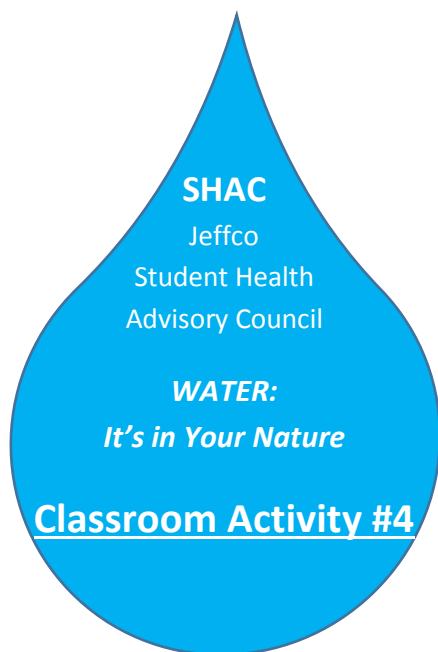 SHAC
Jeffco
Student Health
Advisory Council
WATER:
It’s in Your Nature
Classroom Activity #4